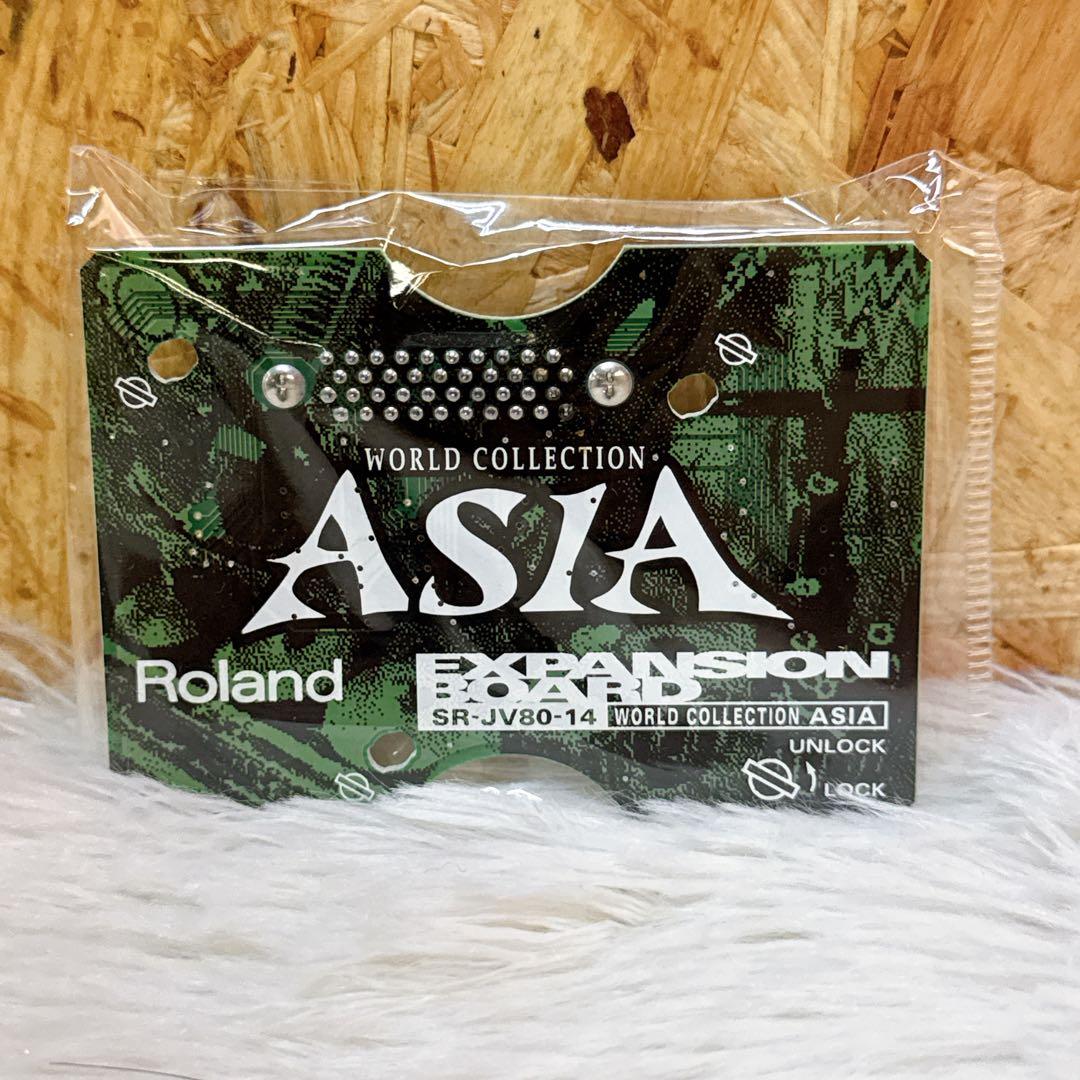 WORLD COLLECTION
ASIA
Roland
EXPANSION
BOARD
SR-JV80-14 WORLD COLLECTION ASIA
UNLOCK
LOCK